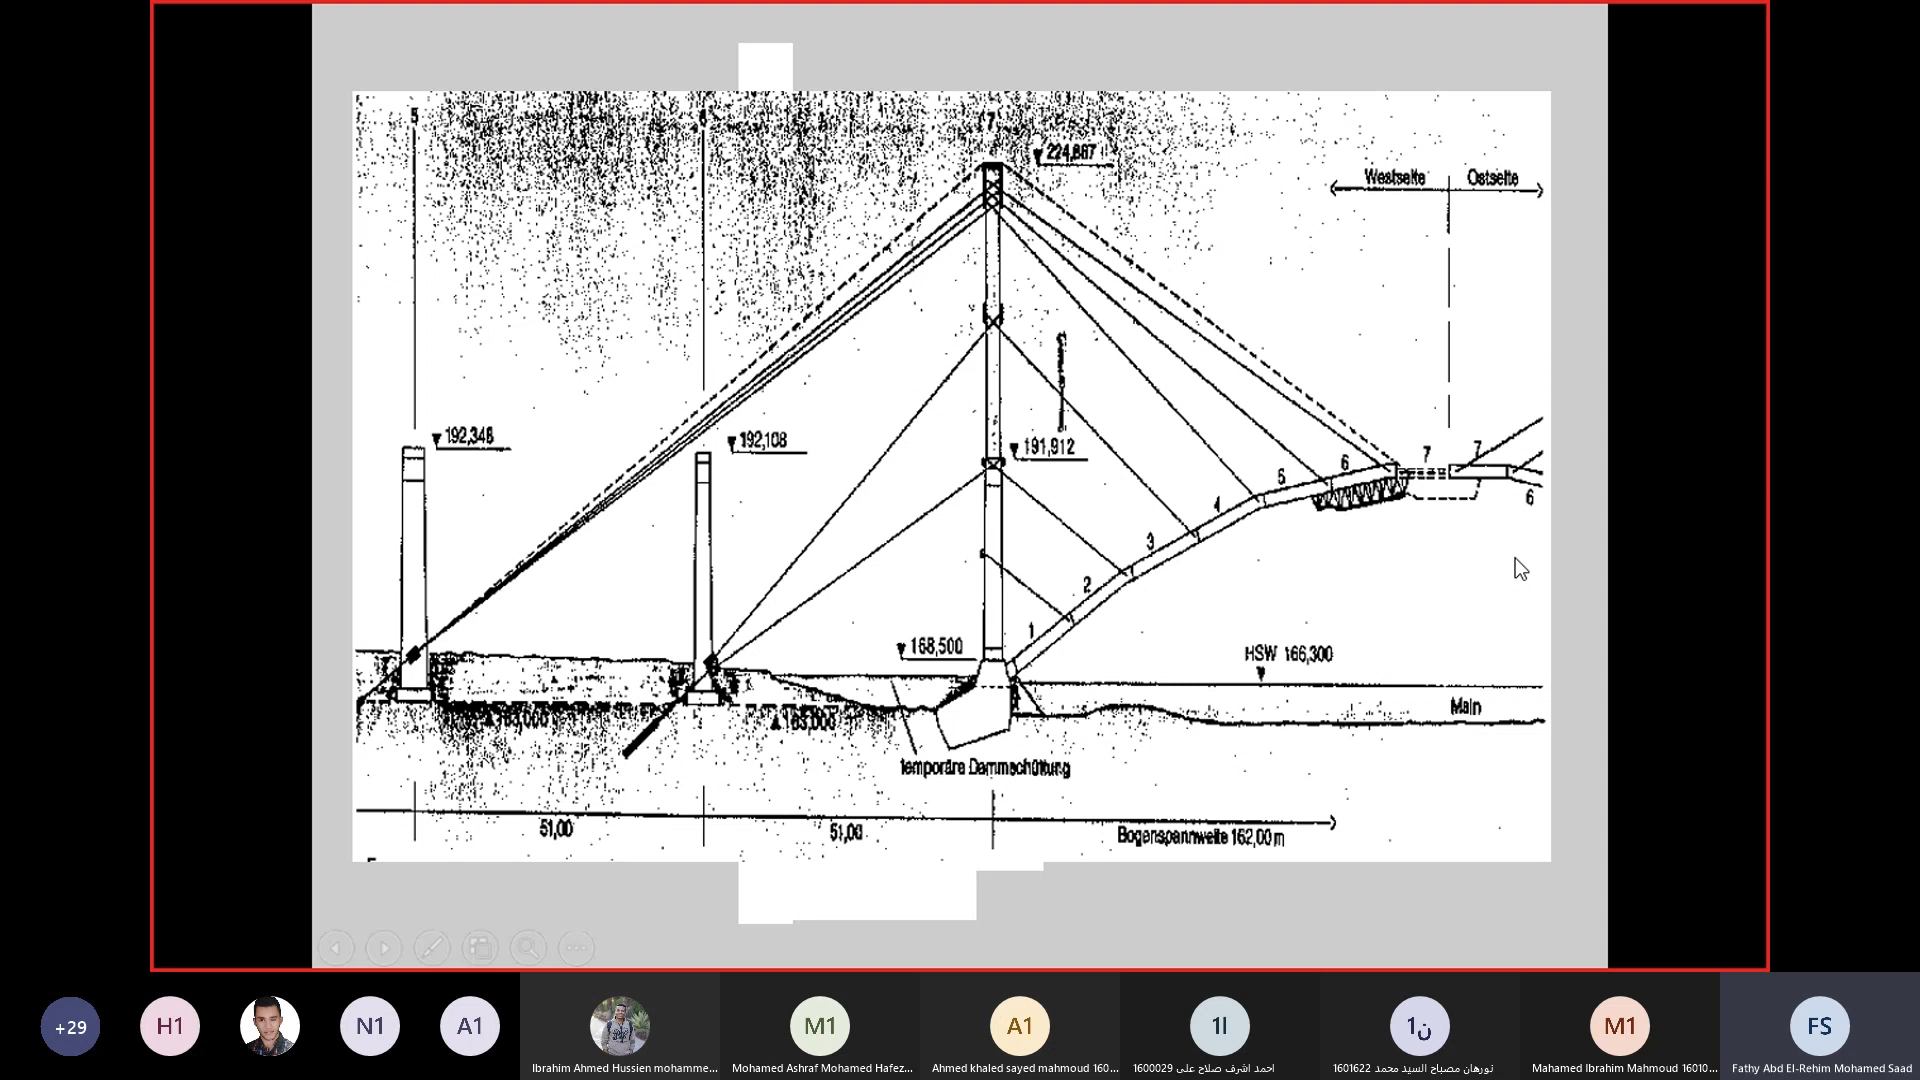 5
7
224,887
Westseite
Ostseite
192,348
192,108
191,912
7
7
6
5
6
4
3
2
1
168,500
HSW 166,300
Main
163,000
163,000
temporäre Dammschüttung
51,00
51,00
Bogenspannweite 162,00 m
+29
H1
N1
A1
M1
A1
ا1
ن1
M1
FS
Ibrahim Ahmed Hussien mohamme...
Mohamed Ashraf Mohamed Hafez...
Ahmed khaled sayed mahmoud 160...
احمد اشرف صلاح على 1600029
نورهان مصباح السيد محمد 1601622
Mahamed Ibrahim Mahmoud 16010...
Fathy Abd El-Rehim Mohamed Saad